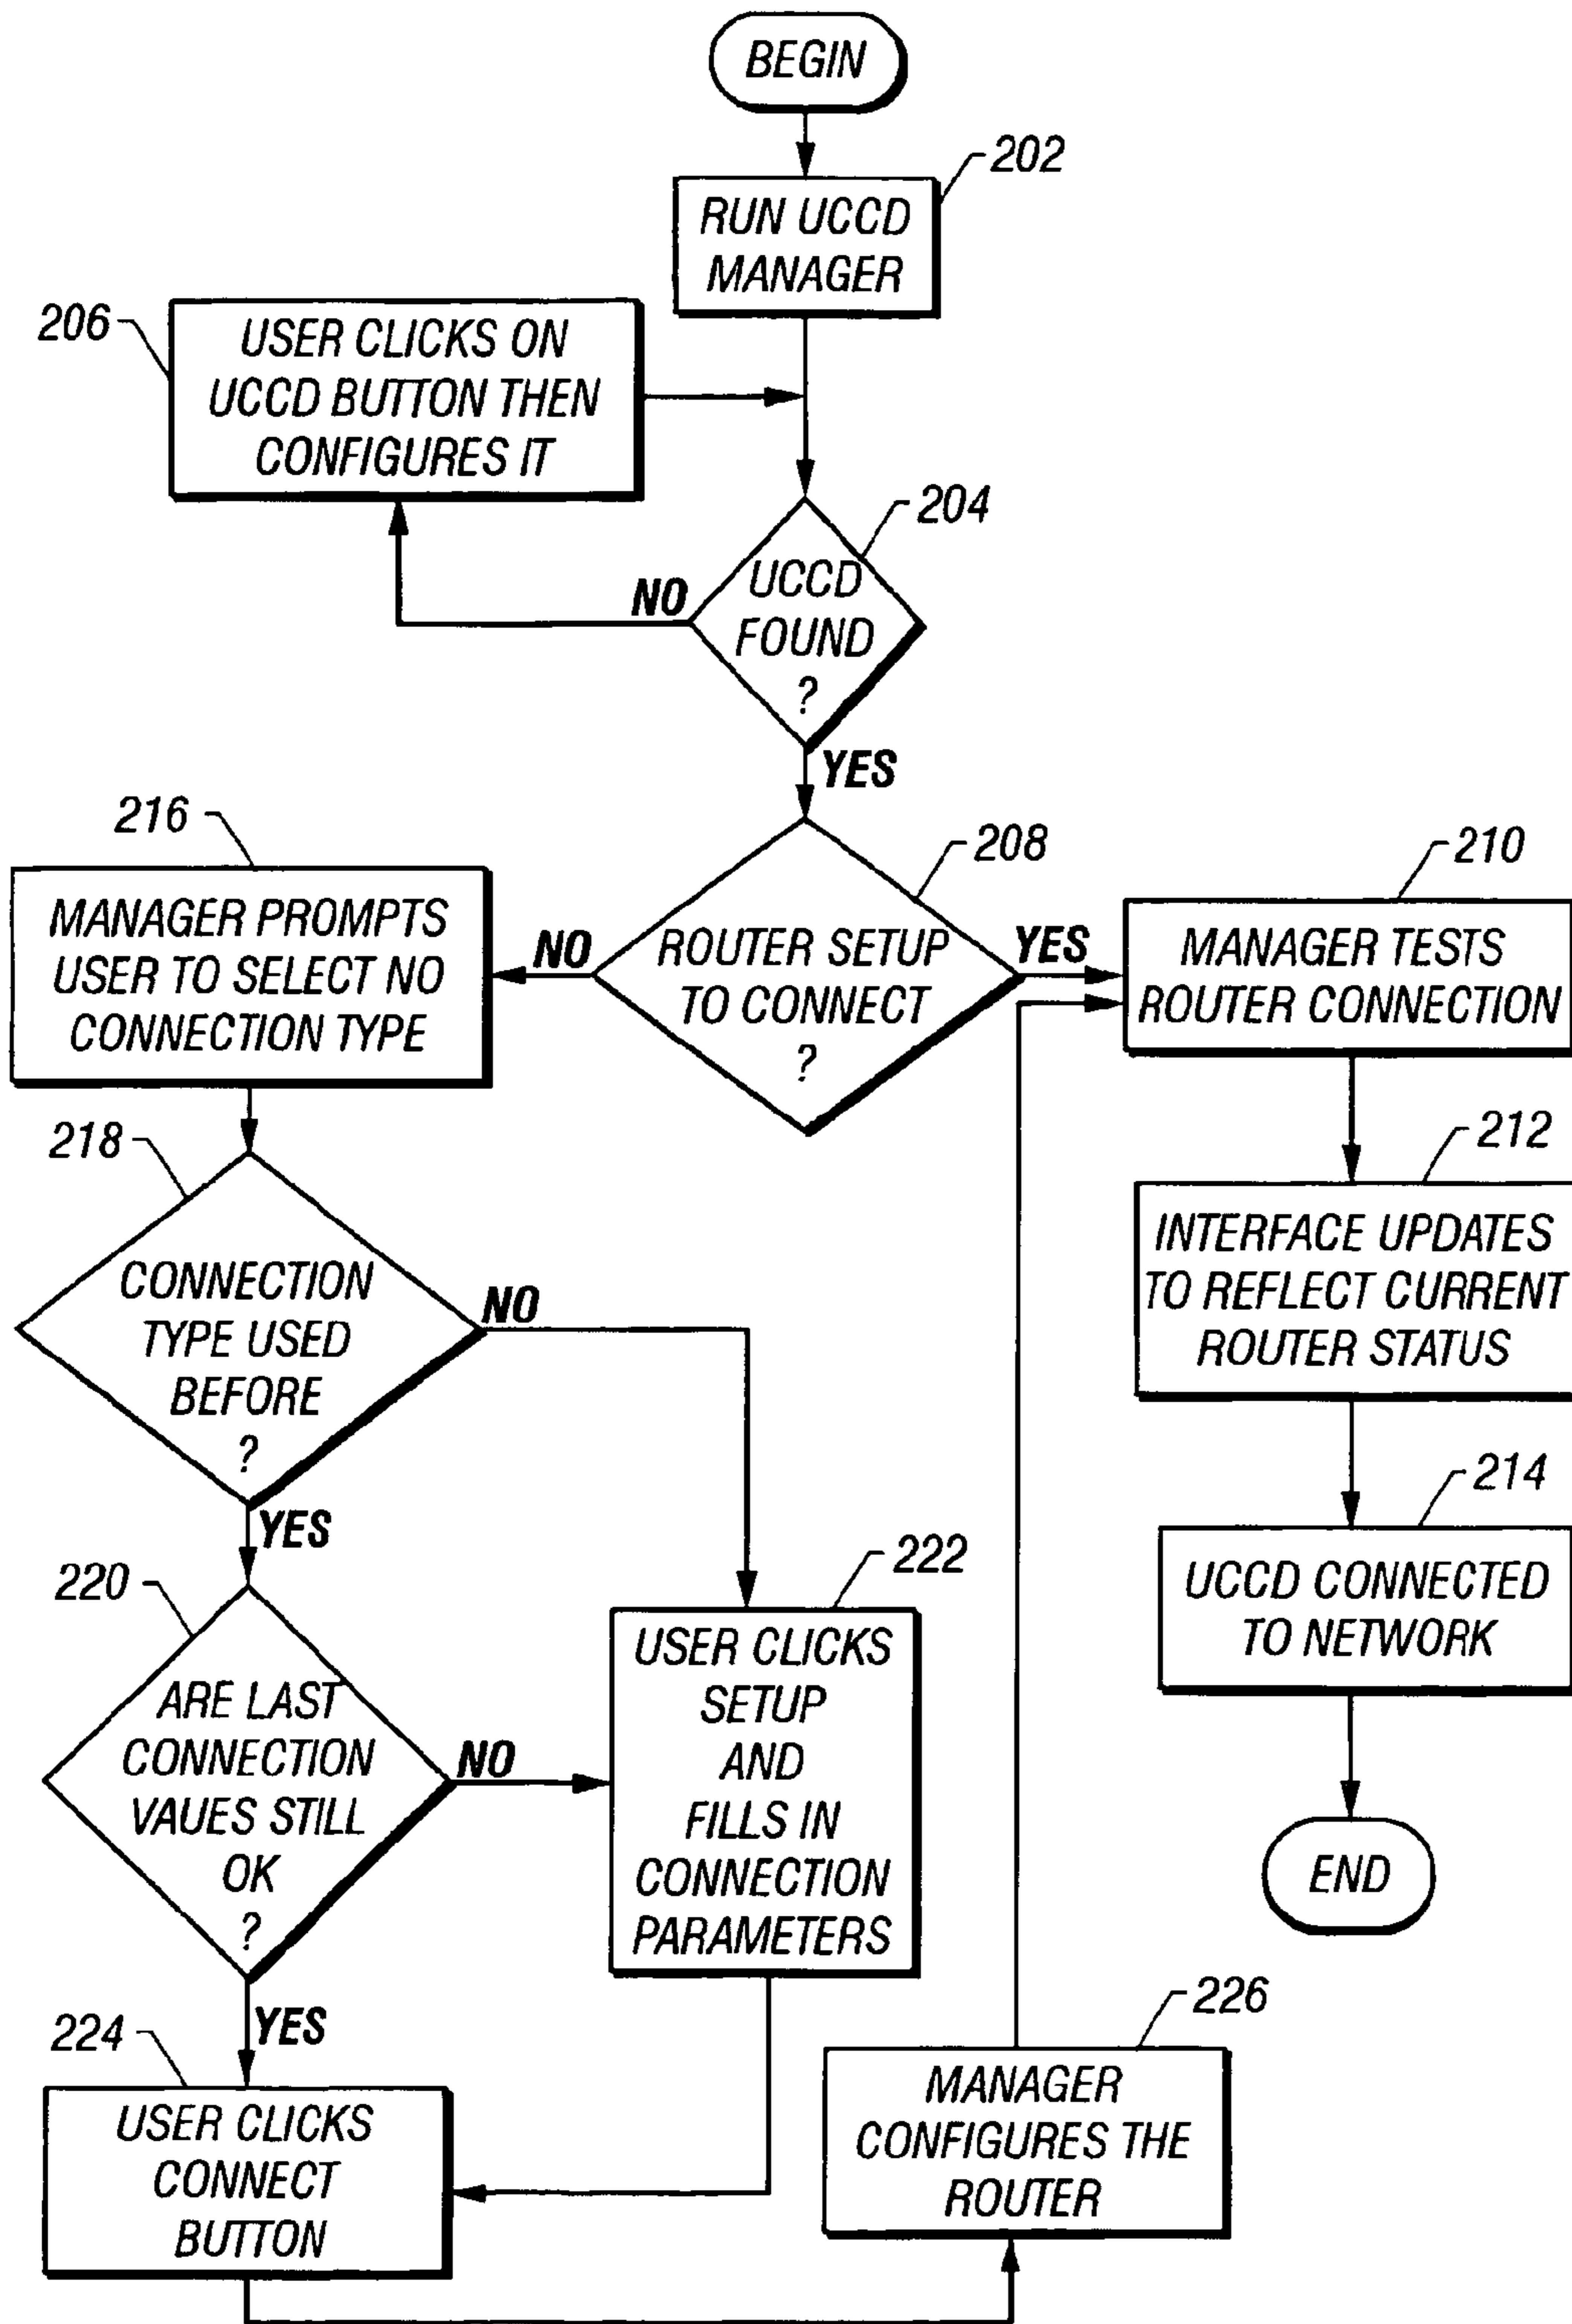 BEGIN
202
RUN UCCD
MANAGER
206
USER CLICKS ON
UCCD BUTTON THEN
CONFIGURES IT
204
UCCD
FOUND
?
NO
YES
216
MANAGER PROMPTS
USER TO SELECT NO
CONNECTION TYPE
NO
208
ROUTER SETUP
TO CONNECT
?
YES
210
MANAGER TESTS
ROUTER CONNECTION
218
CONNECTION
TYPE USED
BEFORE
?
NO
YES
212
INTERFACE UPDATES
TO REFLECT CURRENT
ROUTER STATUS
214
UCCD CONNECTED
TO NETWORK
END
220
ARE LAST
CONNECTION
VAUES STILL
OK
?
NO
YES
222
USER CLICKS
SETUP
AND
FILLS IN
CONNECTION
PARAMETERS
224
USER CLICKS
CONNECT
BUTTON
226
MANAGER
CONFIGURES THE
ROUTER